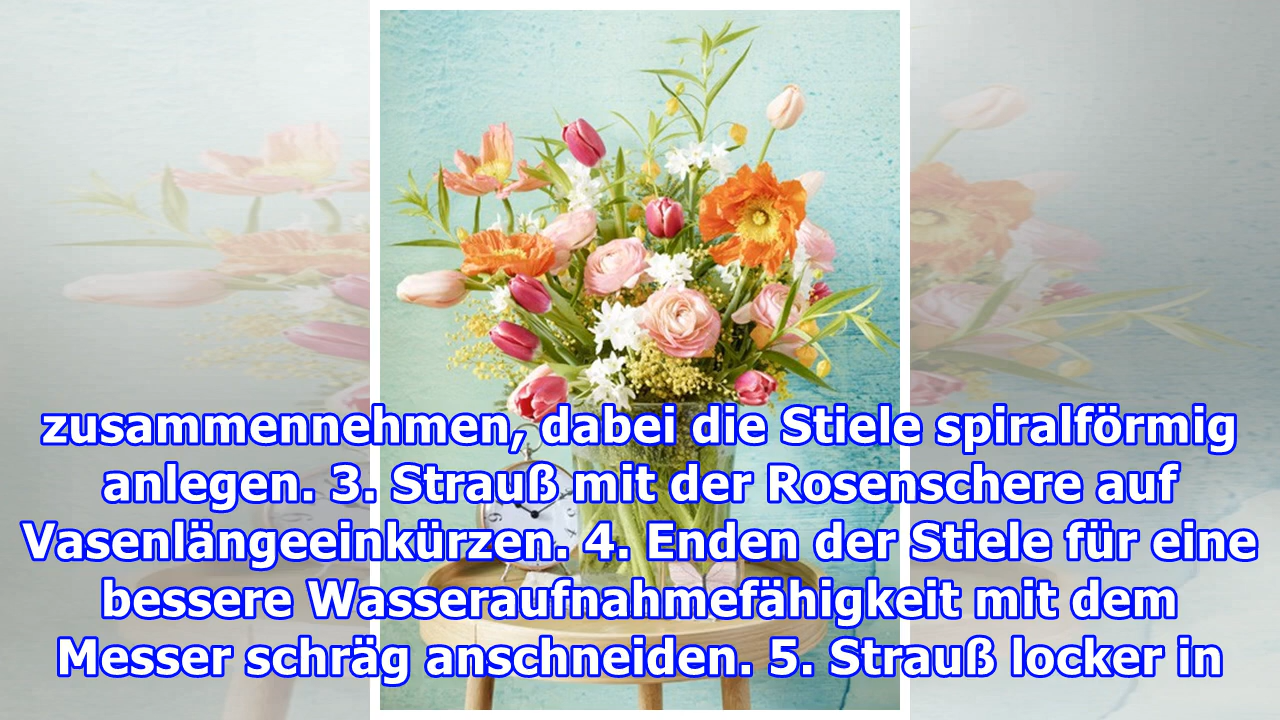 zusammennehmen, dabei die Stiele spiralförmig
anlegen. 3. Strauß mit der Rosenschere auf
Vasenlängeeinkürzen. 4. Enden der Stiele für eine
bessere Wasseraufnahmefähigkeit mit dem
Messer schräg anschneiden. 5. Strauß locker in